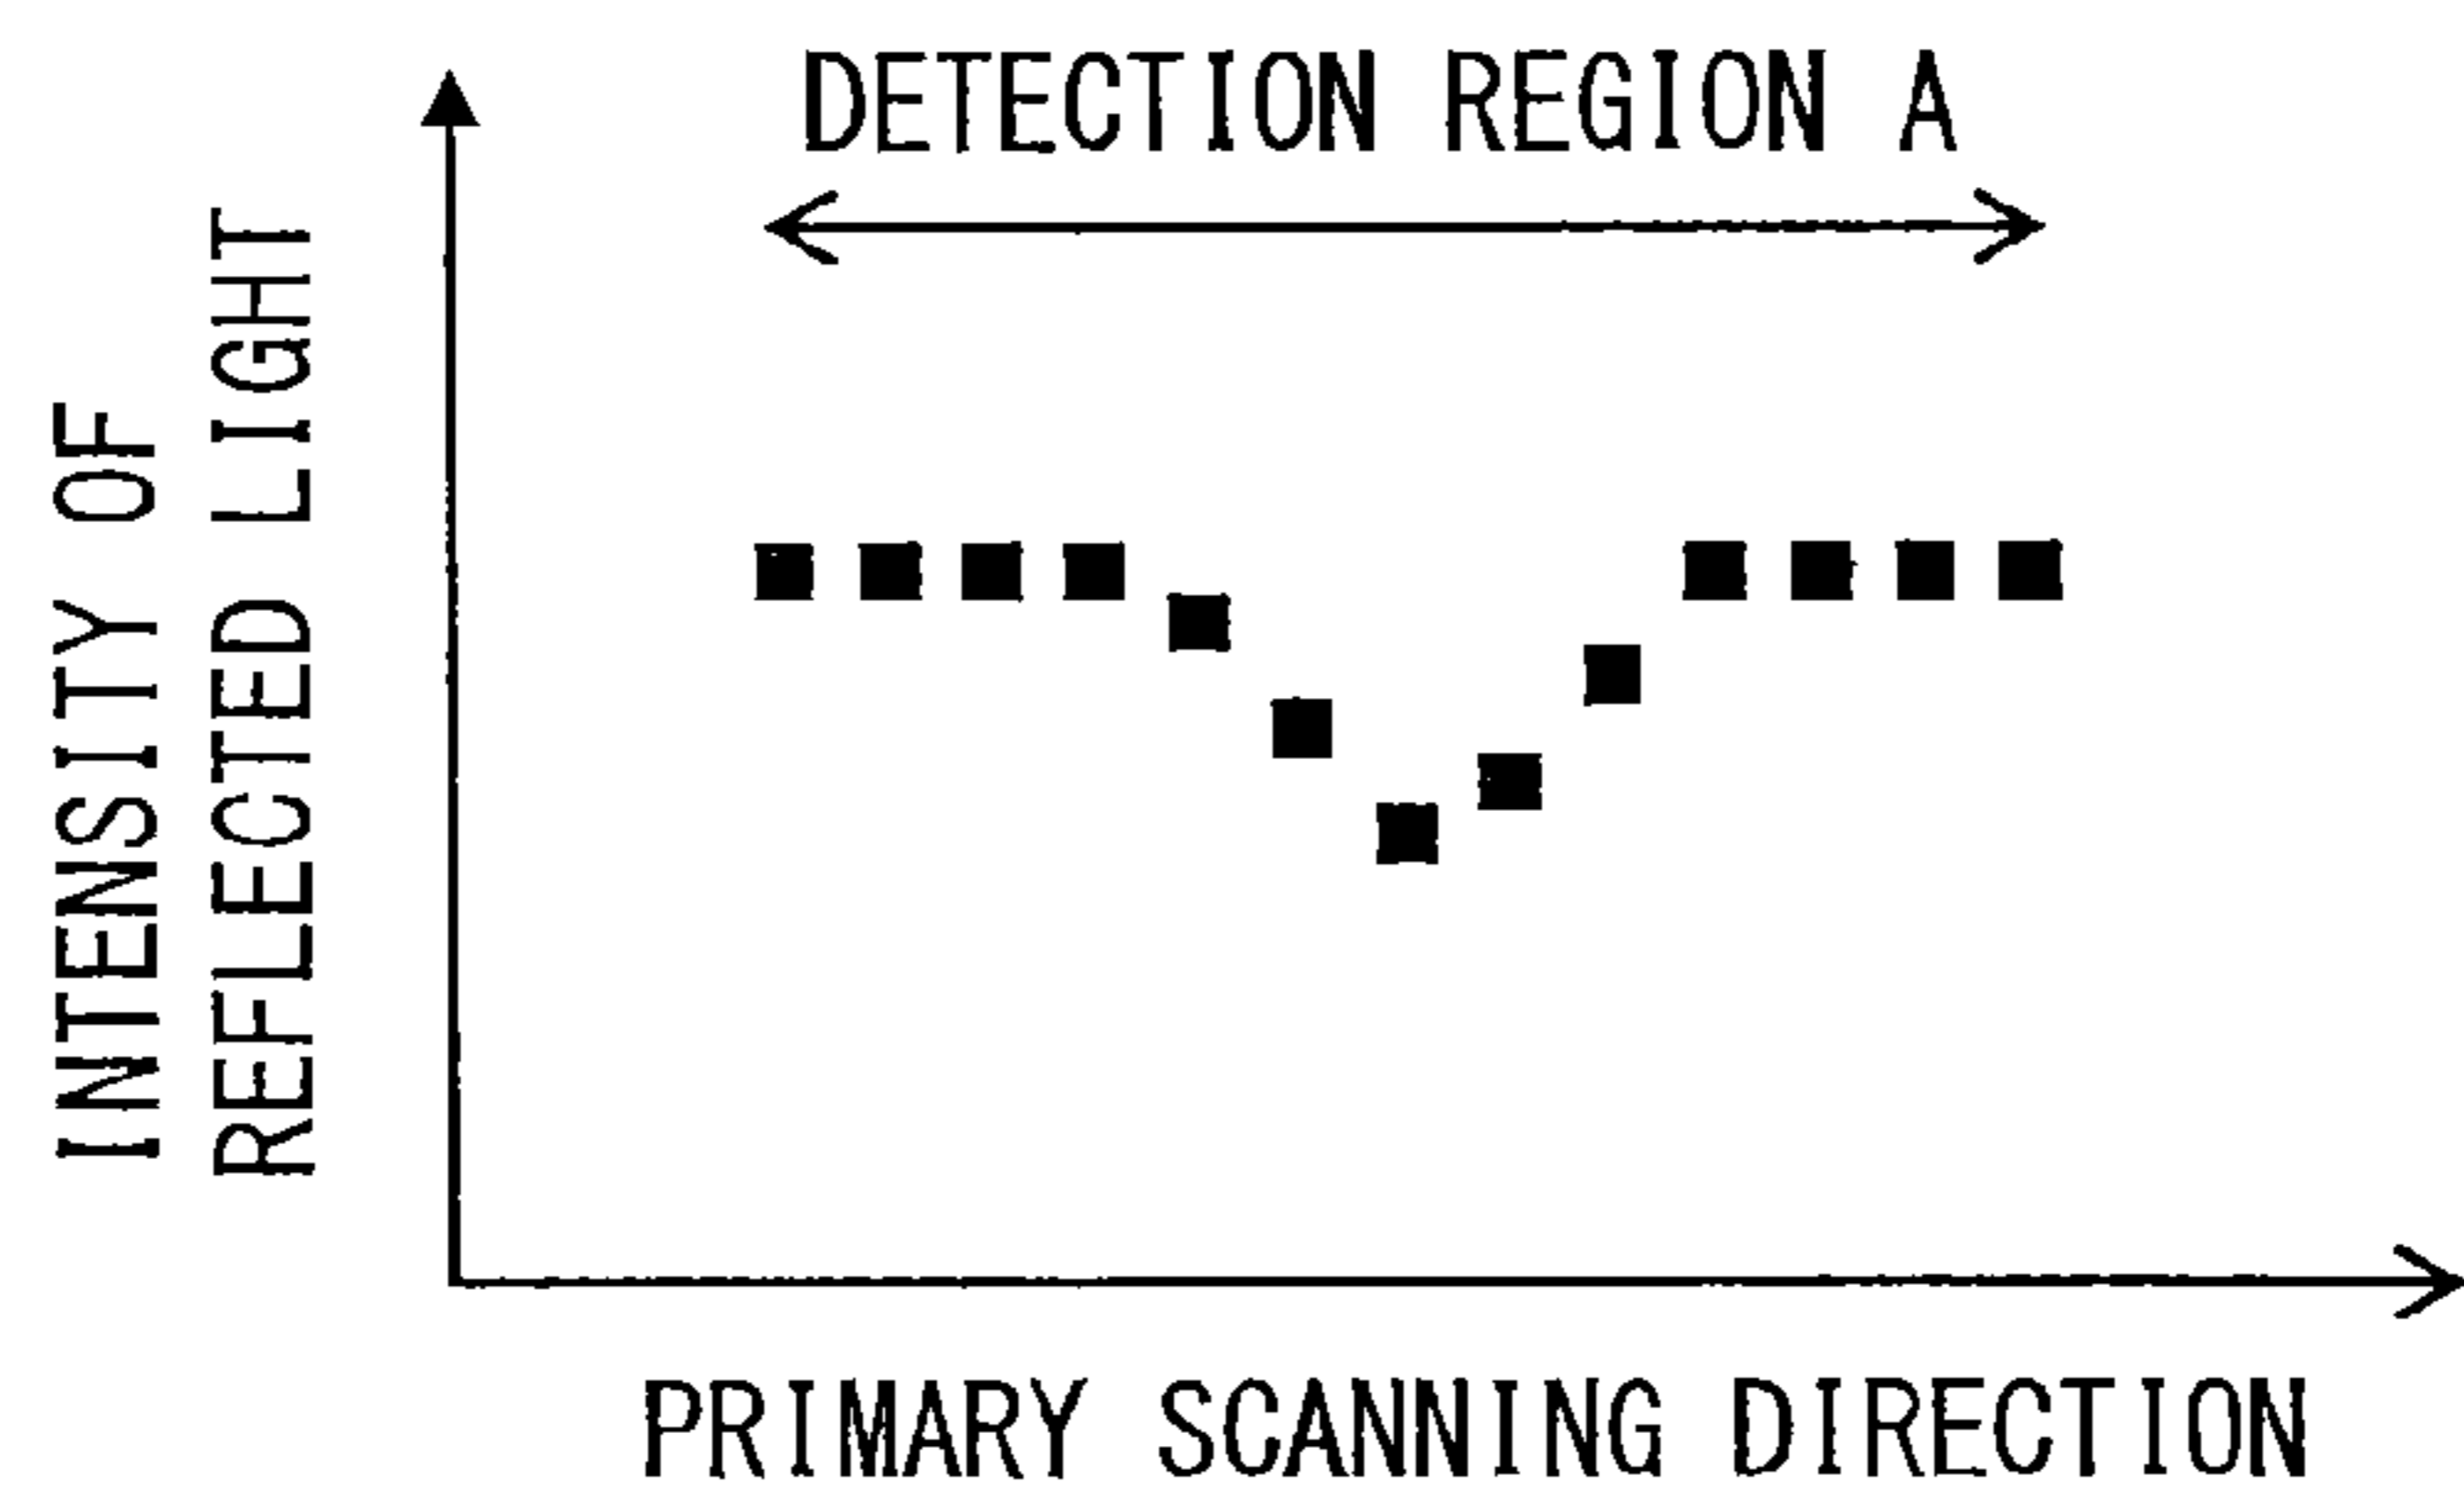 DETECTION REGION A
INTENSITY OF
REFLECTED LIGHT
PRIMARY SCANNING DIRECTION